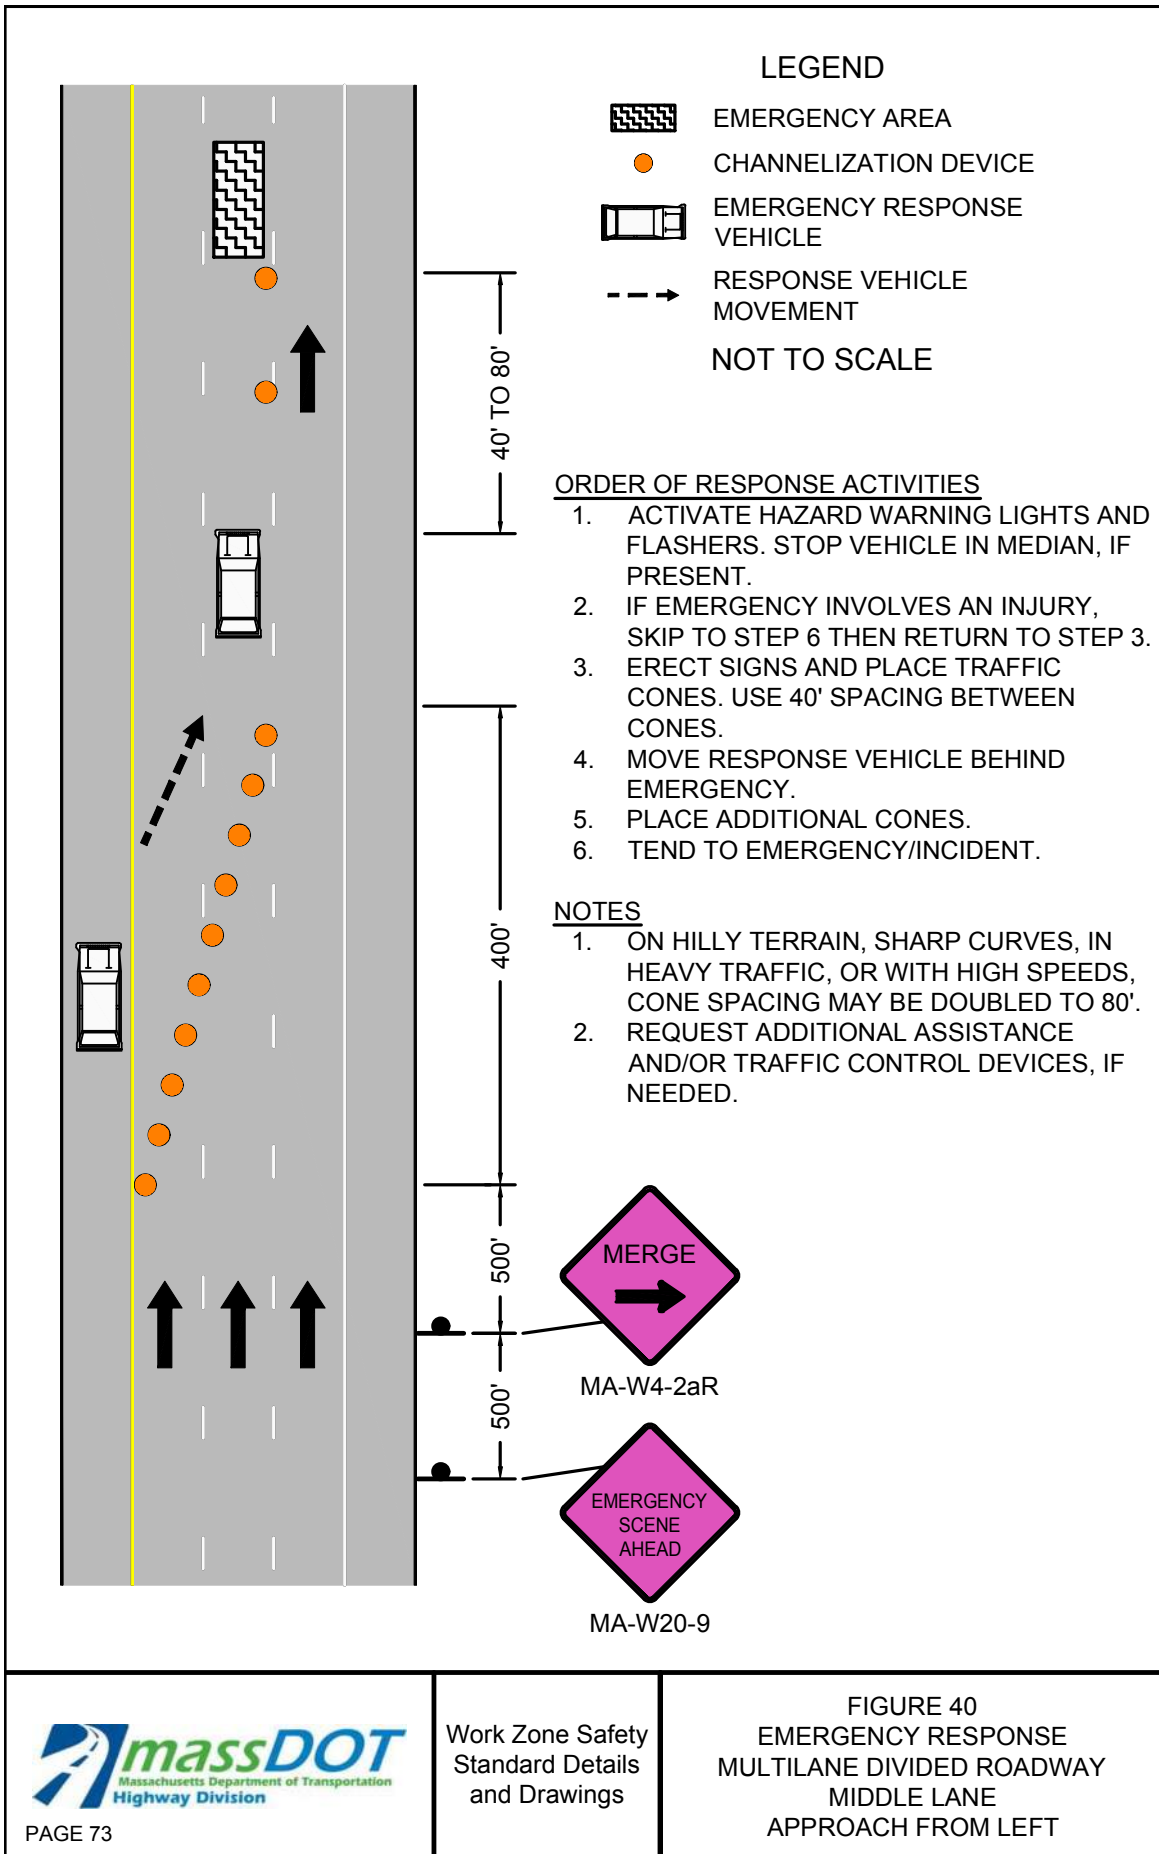 LEGEND
EMERGENCY AREA
CHANNELIZATION DEVICE
EMERGENCY RESPONSE
VEHICLE
RESPONSE VEHICLE
MOVEMENT
NOT TO SCALE
40' TO 80'
ORDER OF RESPONSE ACTIVITIES
1. ACTIVATE HAZARD WARNING LIGHTS AND
FLASHERS. STOP VEHICLE IN MEDIAN, IF
PRESENT.
2. IF EMERGENCY INVOLVES AN INJURY,
SKIP TO STEP 6 THEN RETURN TO STEP 3.
3. ERECT SIGNS AND PLACE TRAFFIC
CONES. USE 40' SPACING BETWEEN
CONES.
4. MOVE RESPONSE VEHICLE BEHIND
EMERGENCY.
5. PLACE ADDITIONAL CONES.
6. TEND TO EMERGENCY/INCIDENT.
NOTES
1. ON HILLY TERRAIN, SHARP CURVES, IN
HEAVY TRAFFIC, OR WITH HIGH SPEEDS,
CONE SPACING MAY BE DOUBLED TO 80'.
2. REQUEST ADDITIONAL ASSISTANCE
AND/OR TRAFFIC CONTROL DEVICES, IF
NEEDED.
400'
500'
MERGE
MA-W4-2aR
500'
EMERGENCY
SCENE
AHEAD
MA-W20-9
massDOT
Massachusetts Department of Transportation
Highway Division
PAGE 73
Work Zone Safety
Standard Details
and Drawings
FIGURE 40
EMERGENCY RESPONSE
MULTILANE DIVIDED ROADWAY
MIDDLE LANE
APPROACH FROM LEFT